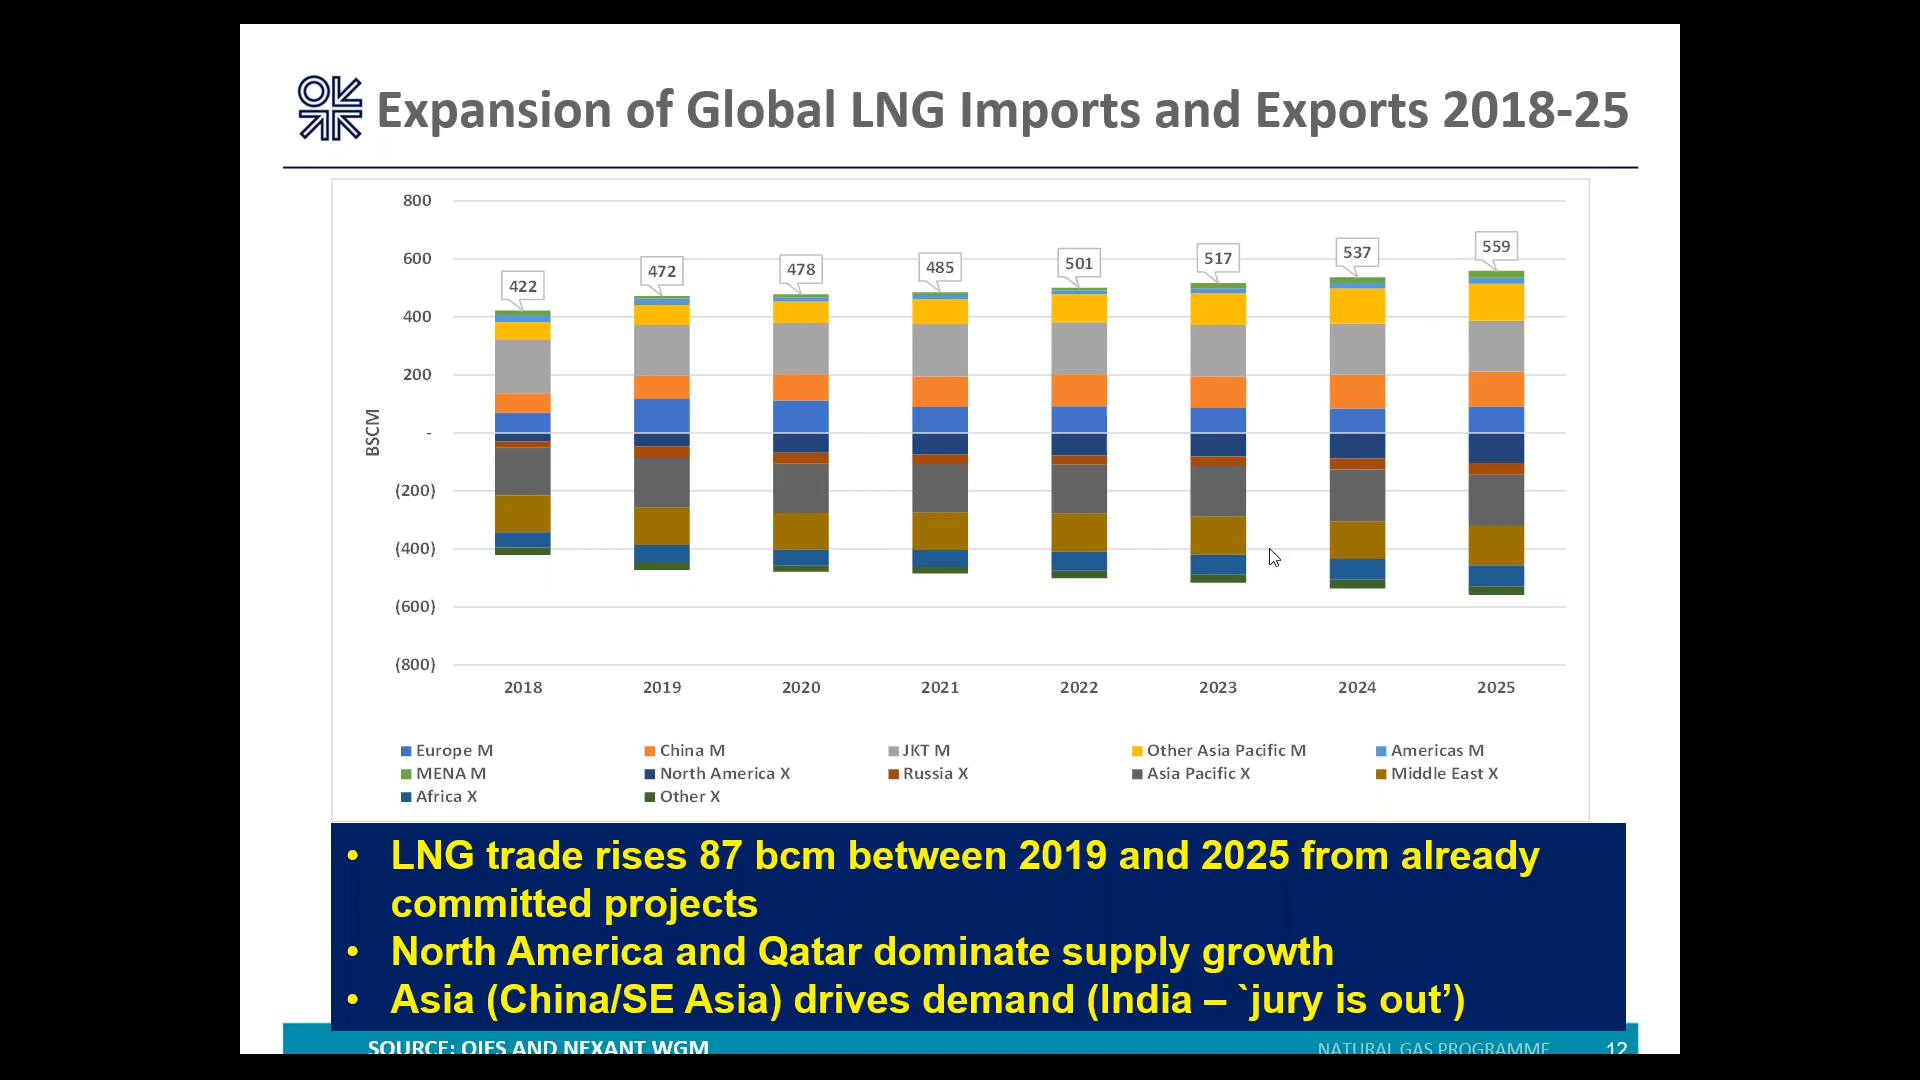 Expansion of Global LNG Imports and Exports 2018-25
800
600
400
200
-
(200)
(400)
(600)
(800)
BSCM
422
472
478
485
501
517
537
559
2018 2019 2020 2021 2022 2023 2024 2025
Europe M China M JKT M Other Asia Pacific M Americas M
MENA M North America X Russia X Asia Pacific X Middle East X
Africa X Other X
• LNG trade rises 87 bcm between 2019 and 2025 from already
committed projects
• North America and Qatar dominate supply growth
• Asia (China/SE Asia) drives demand (India – `jury is out’)
SOURCE: OIES AND NEXANT WGM NATURAL GAS PROGRAMME 12